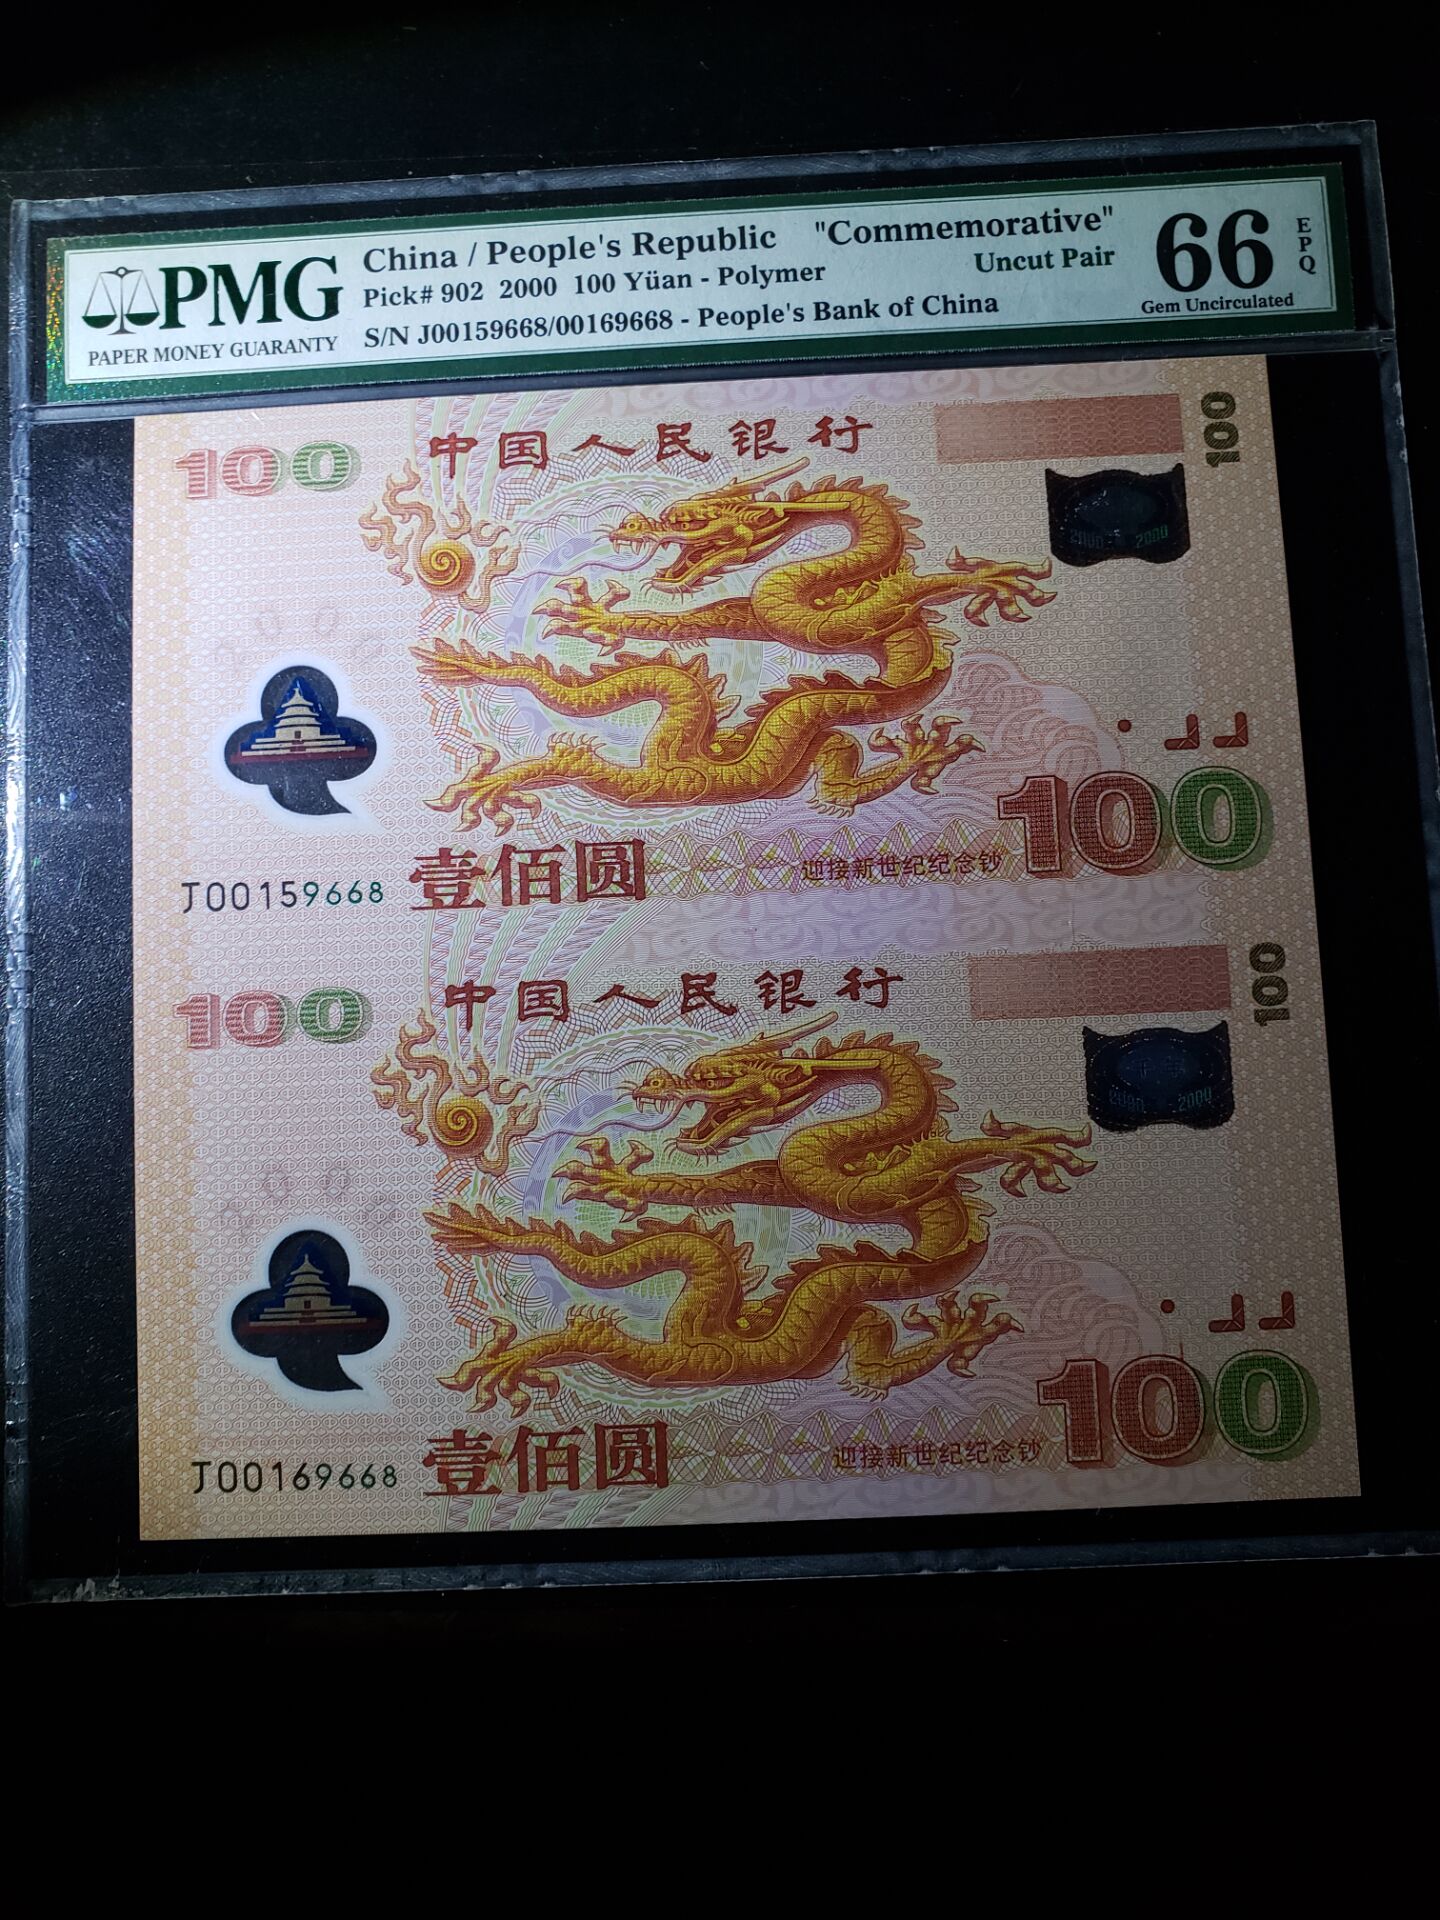 PMG
PAPER MONEY GUARANTY
China / People's Republic "Commemorative"
Pick# 902 2000 100 Yüan - Polymer Uncut Pair
S/N J00159668/00169668 - People's Bank of China
66
EPQ
Gem Uncirculated
100
中国人民银行
100
2000
100
J00159668
壹佰圆
迎接新世纪纪念钞
100
中国人民银行
100
2000
100
J00169668
壹佰圆
迎接新世纪纪念钞